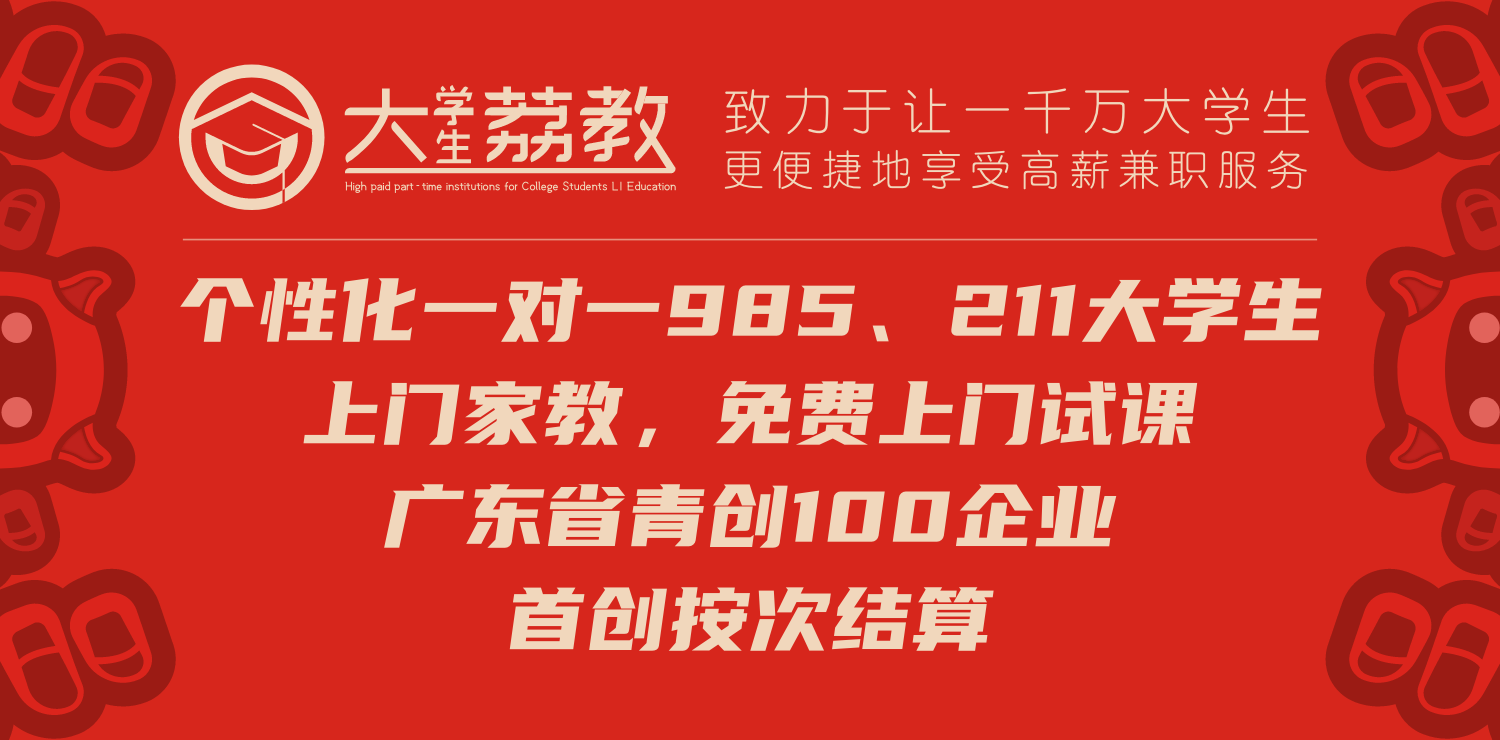 大学生荔教
High paid part-time institutions for College Students LI Education
致力于让一千万大学生
更便捷地享受高薪兼职服务
个性化一对一985、211大学生
上门家教，免费上门试课
广东省青创100企业
首创按次结算